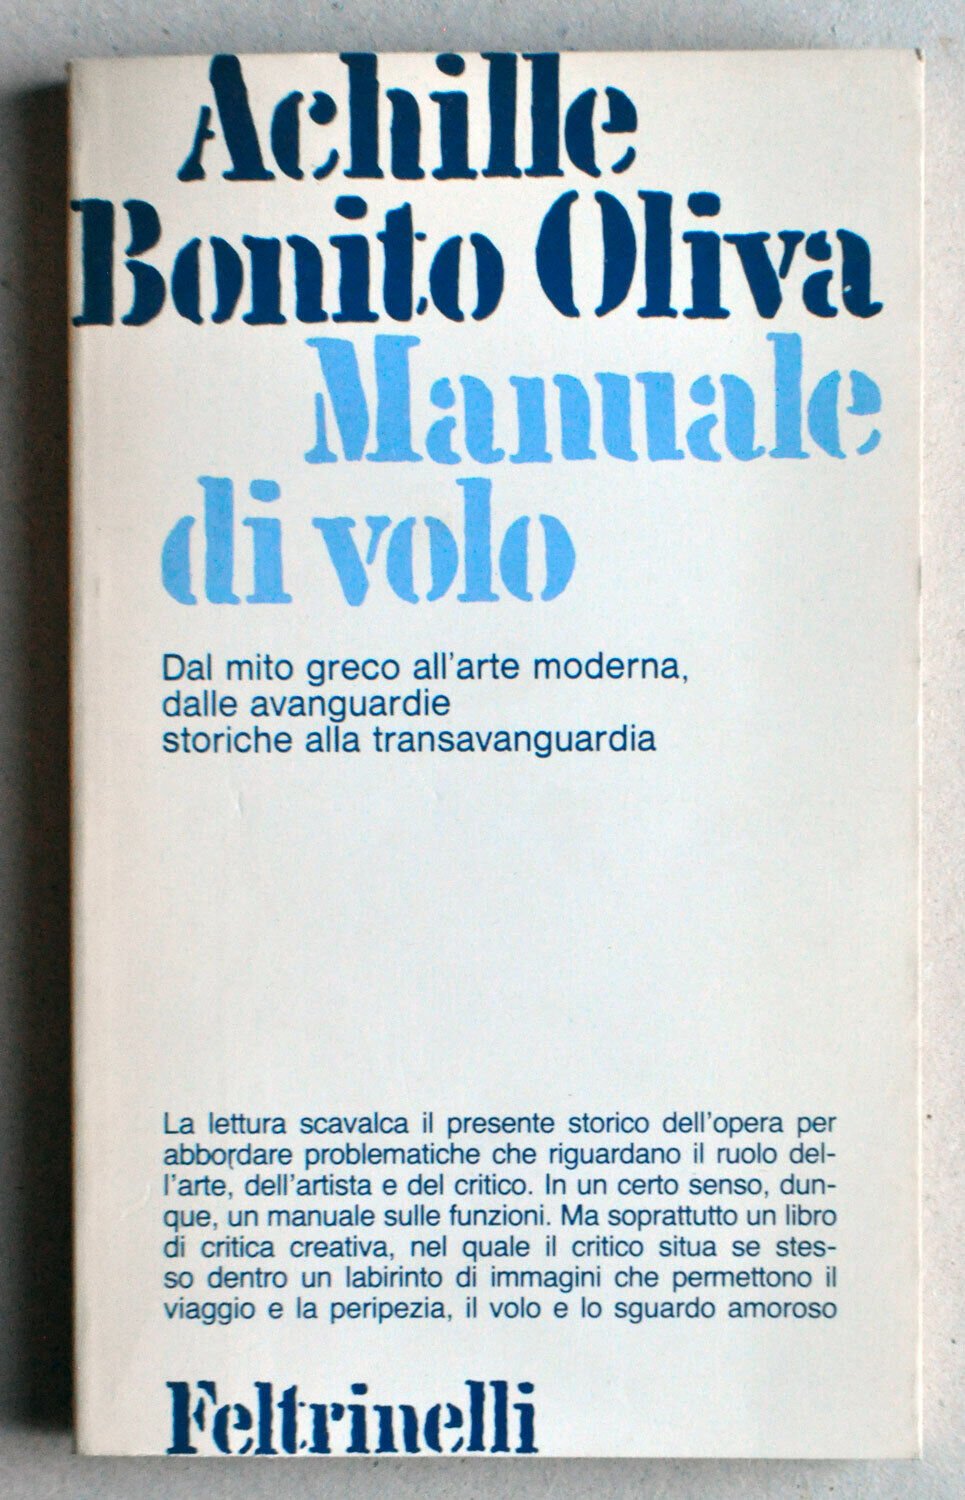 Achille
Bonito Oliva
Manuale
di volo
Dal mito greco all'arte moderna,
dalle avanguardie
storiche alla transavanguardia
La lettura scavalca il presente storico dell'opera per
abbordare problematiche che riguardano il ruolo del-
l'arte, dell'artista e del critico. In un certo senso, dun-
que, un manuale sulle funzioni. Ma soprattutto un libro
di critica creativa, nel quale il critico situa se stes-
so dentro un labirinto di immagini che permettono il
viaggio e la peripezia, il volo e lo sguardo amoroso
Feltrinelli